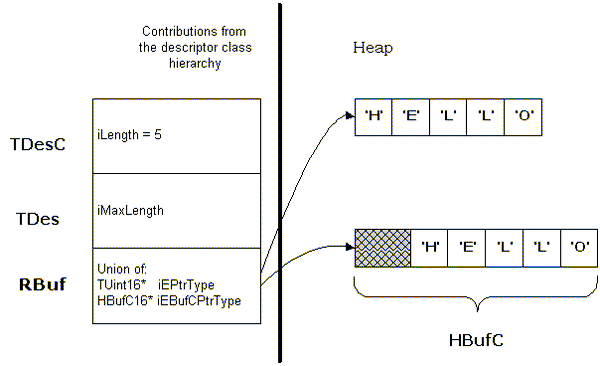 Contributions from
the descriptor class
hierarchy
Heap
TDesC
iLength = 5
'H' 'E' 'L' 'L' 'O'
TDes
iMaxLength
RBuf
Union of:
TUint16* iEPtrType
HBufC16* iEBufCPtrType
'H' 'E' 'L' 'L' 'O'
HBufC